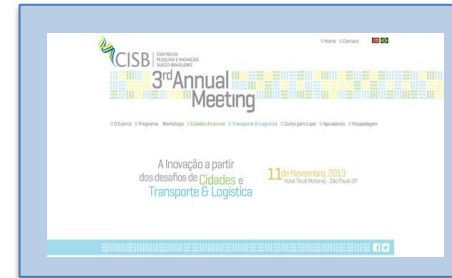 Home Contato
CISB CENTRO DE
PESQUISA E INOVAÇÃO
SUECO BRASILEIRO
3rd Annual
Meeting
O Evento Programa Workshops Cidades Airenas Transporte & Logística Como participar Apoiadores Hospedagem
A Inovação a partir
dos desafios de Cidades e
Transporte & Logística
11 de Novembro, 2013
Hotel Tivoli Mofarrej - São Paulo SP